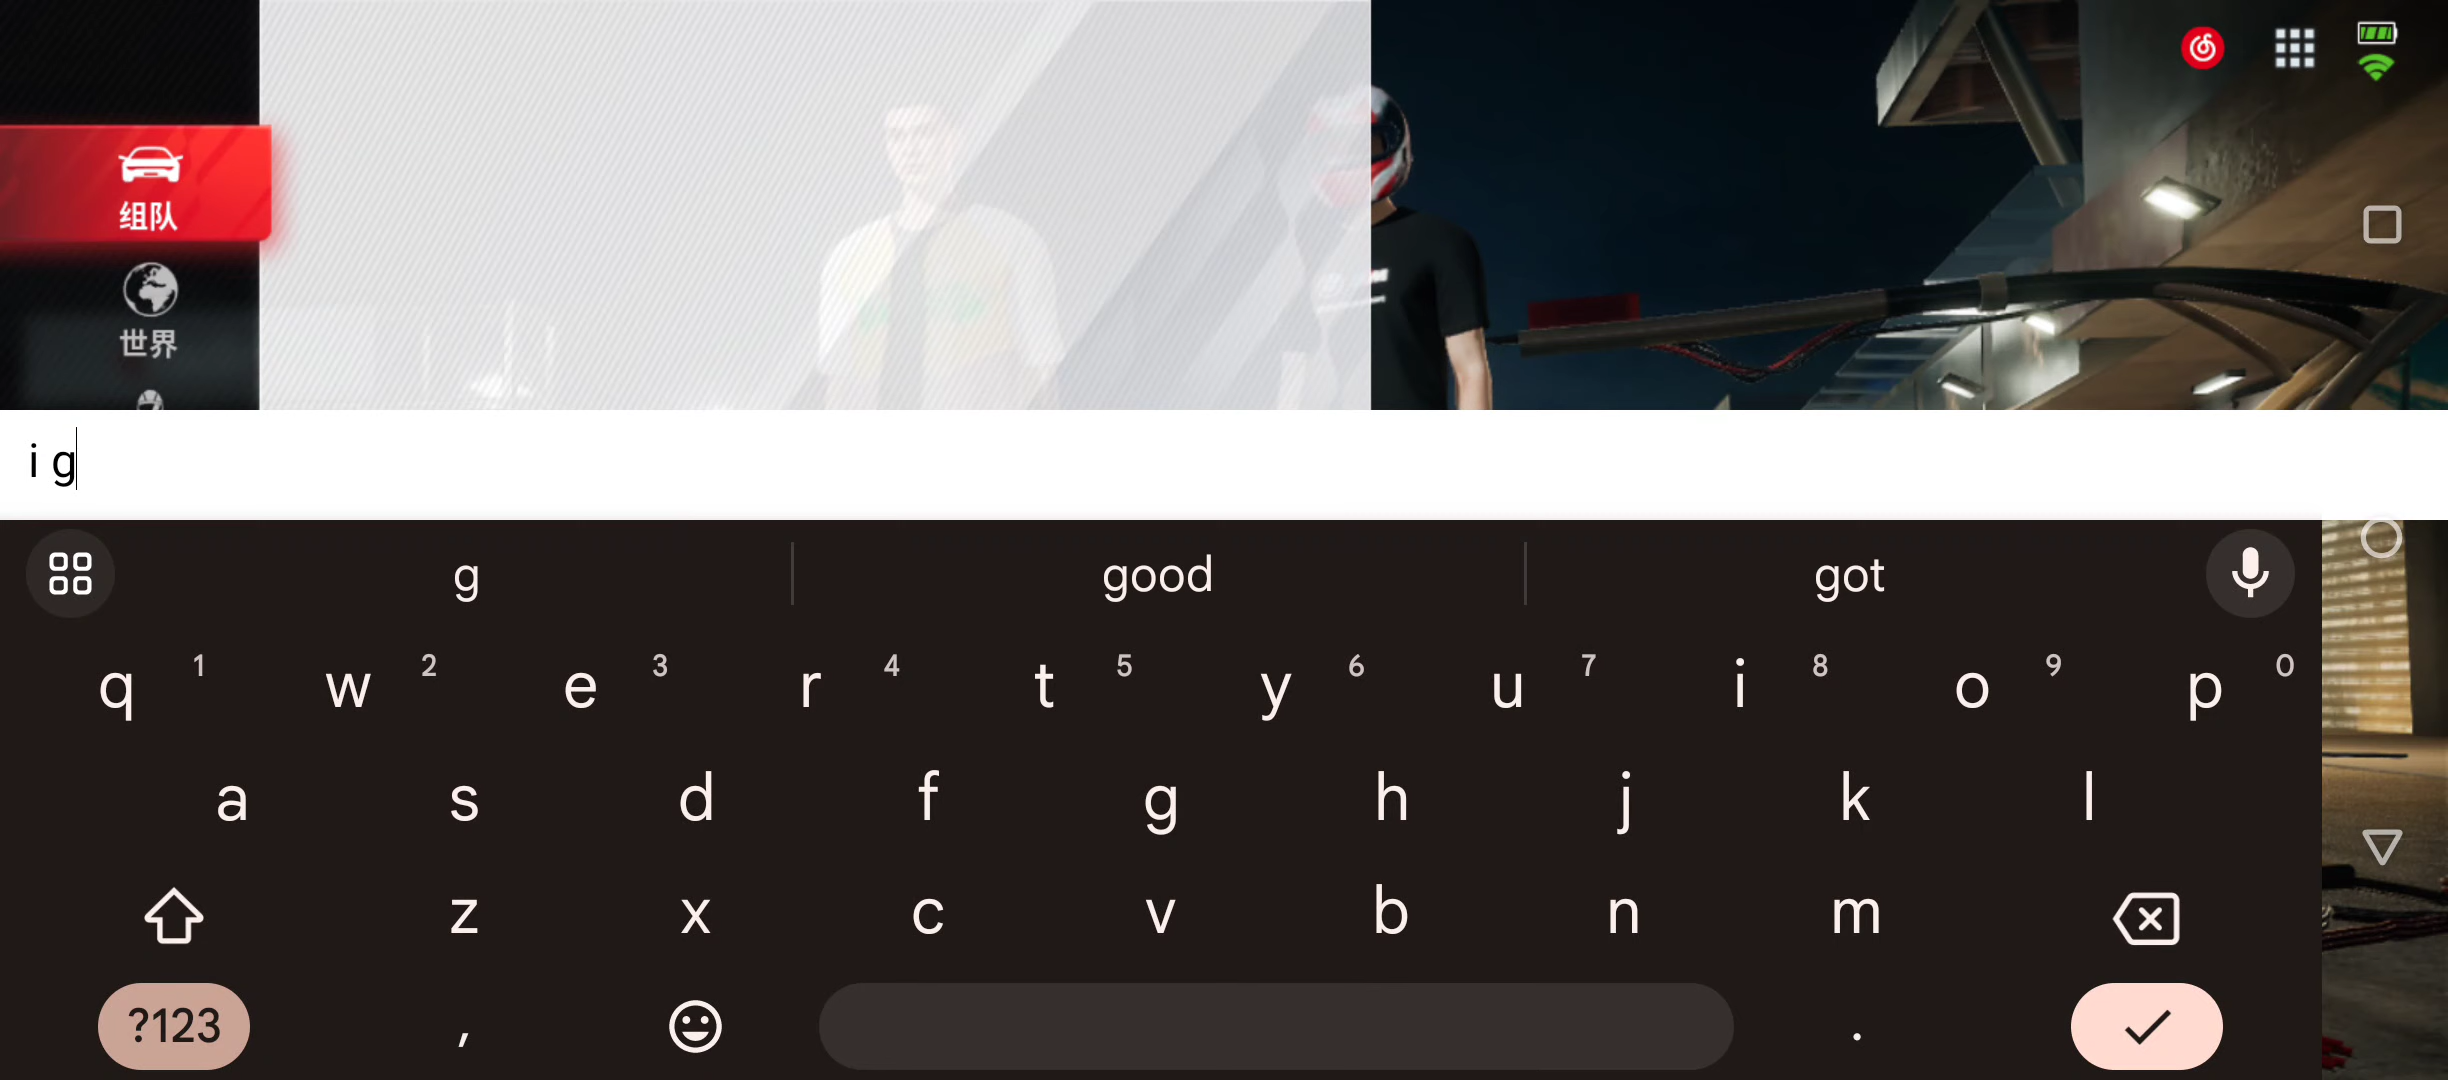 组队
世界
i g
g good got
q 1 w 2 e 3 r 4 t 5 y 6 u 7 i 8 o 9 p 0
a s d f g h j k l
z x c v b n m
?123 , .